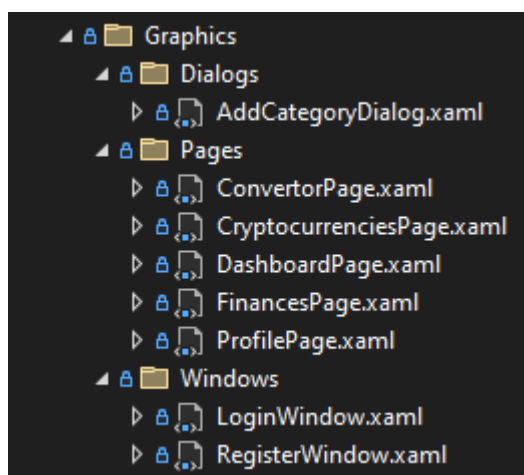 Graphics
Dialogs
AddCategoryDialog.xaml
Pages
ConvertorPage.xaml
CryptocurrenciesPage.xaml
DashboardPage.xaml
FinancesPage.xaml
ProfilePage.xaml
Windows
LoginWindow.xaml
RegisterWindow.xaml